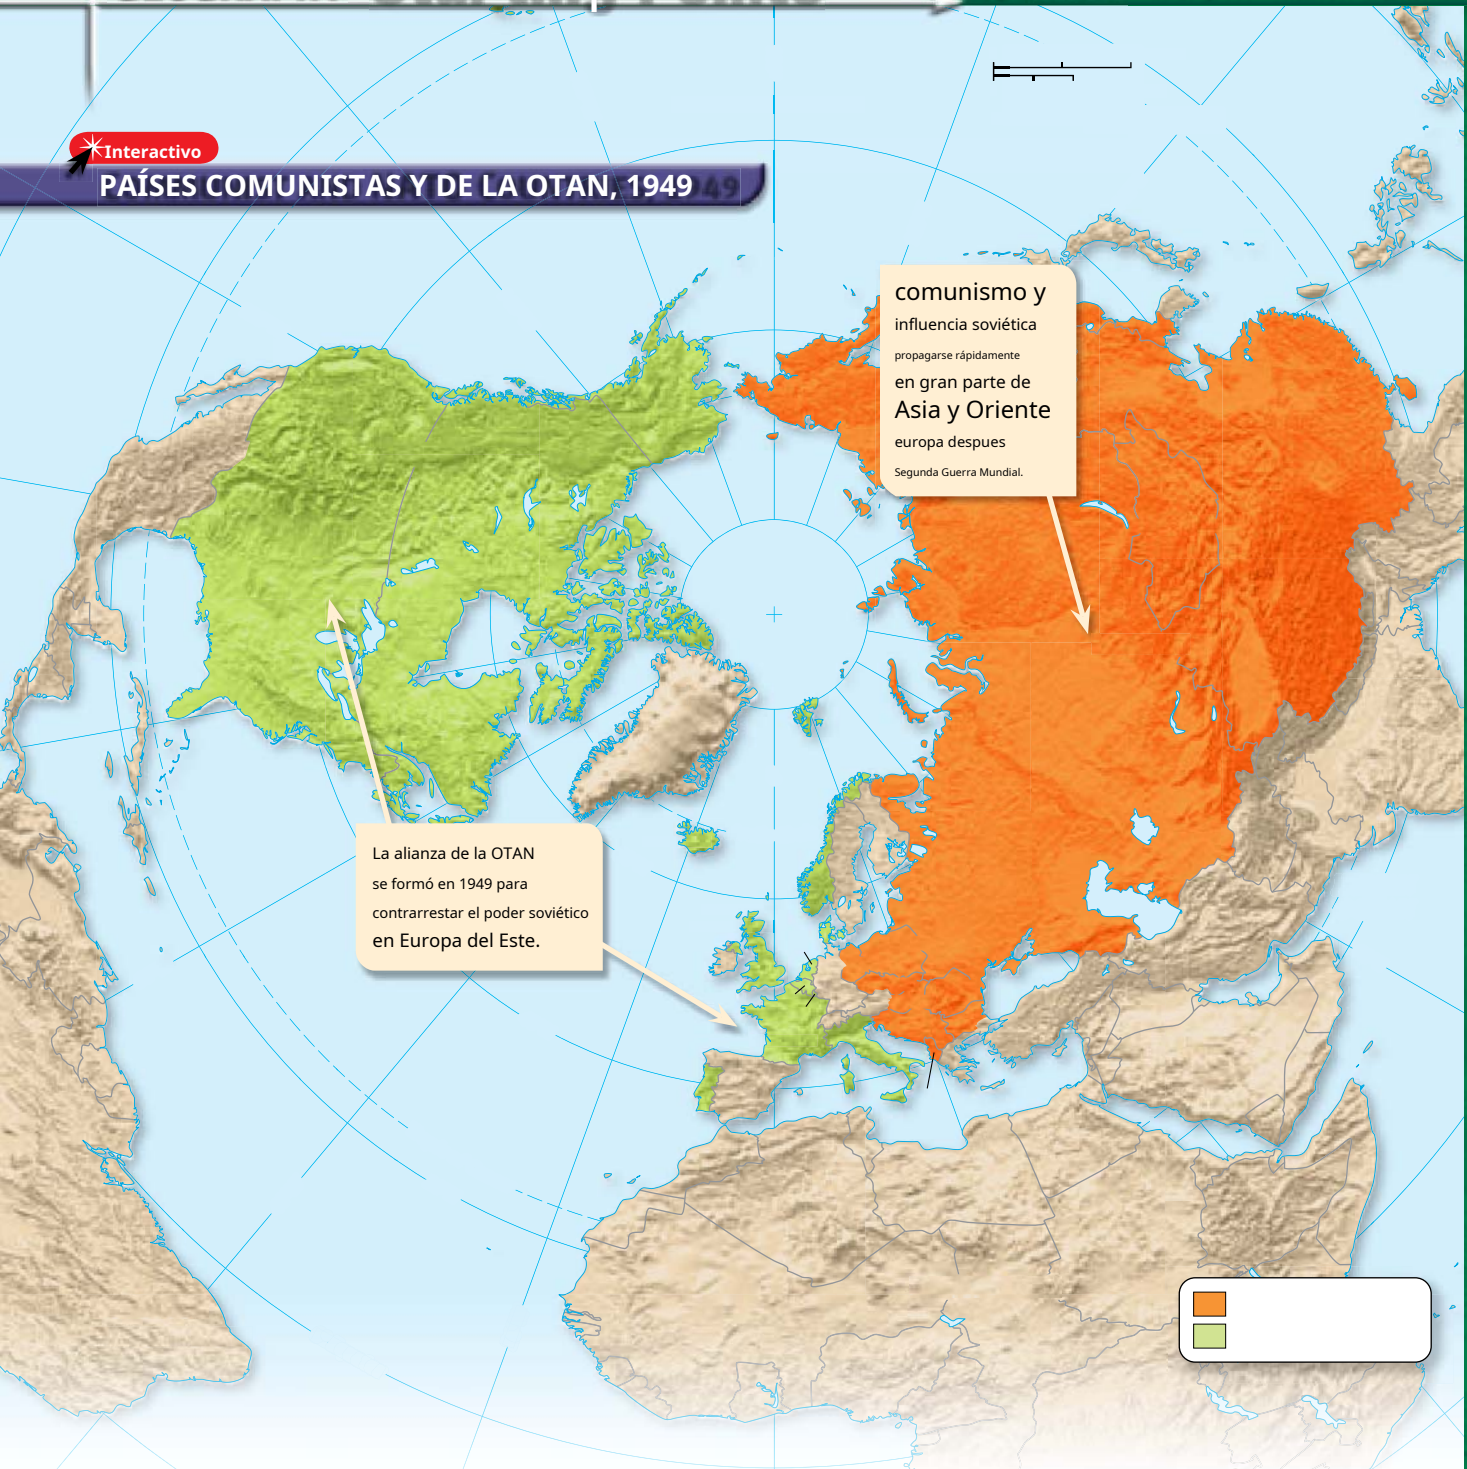 Interactivo
PAÍSES COMUNISTAS Y DE LA OTAN, 1949
comunismo y
influencia soviética
propagarse rápidamente
en gran parte de
Asia y Oriente
europa despues
Segunda Guerra Mundial.
La alianza de la OTAN
se formó en 1949 para
contrarrestar el poder soviético
en Europa del Este.